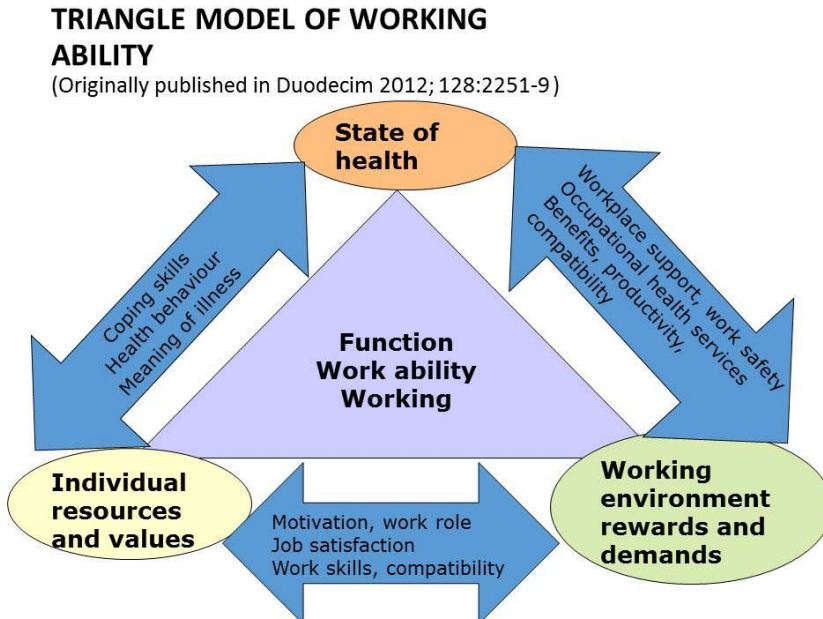 TRIANGLE MODEL OF WORKING
ABILITY
(Originally published in Duodecim 2012; 128:2251-9)
State of
health
Coping skills
Health behaviour
Meaning of illness
Workplace support, work safety
Occupational health services
Benefits, productivity,
compatibility
Function
Work ability
Working
Individual
resources
and values
Motivation, work role
Job satisfaction
Work skills, compatibility
Working
environment
rewards and
demands